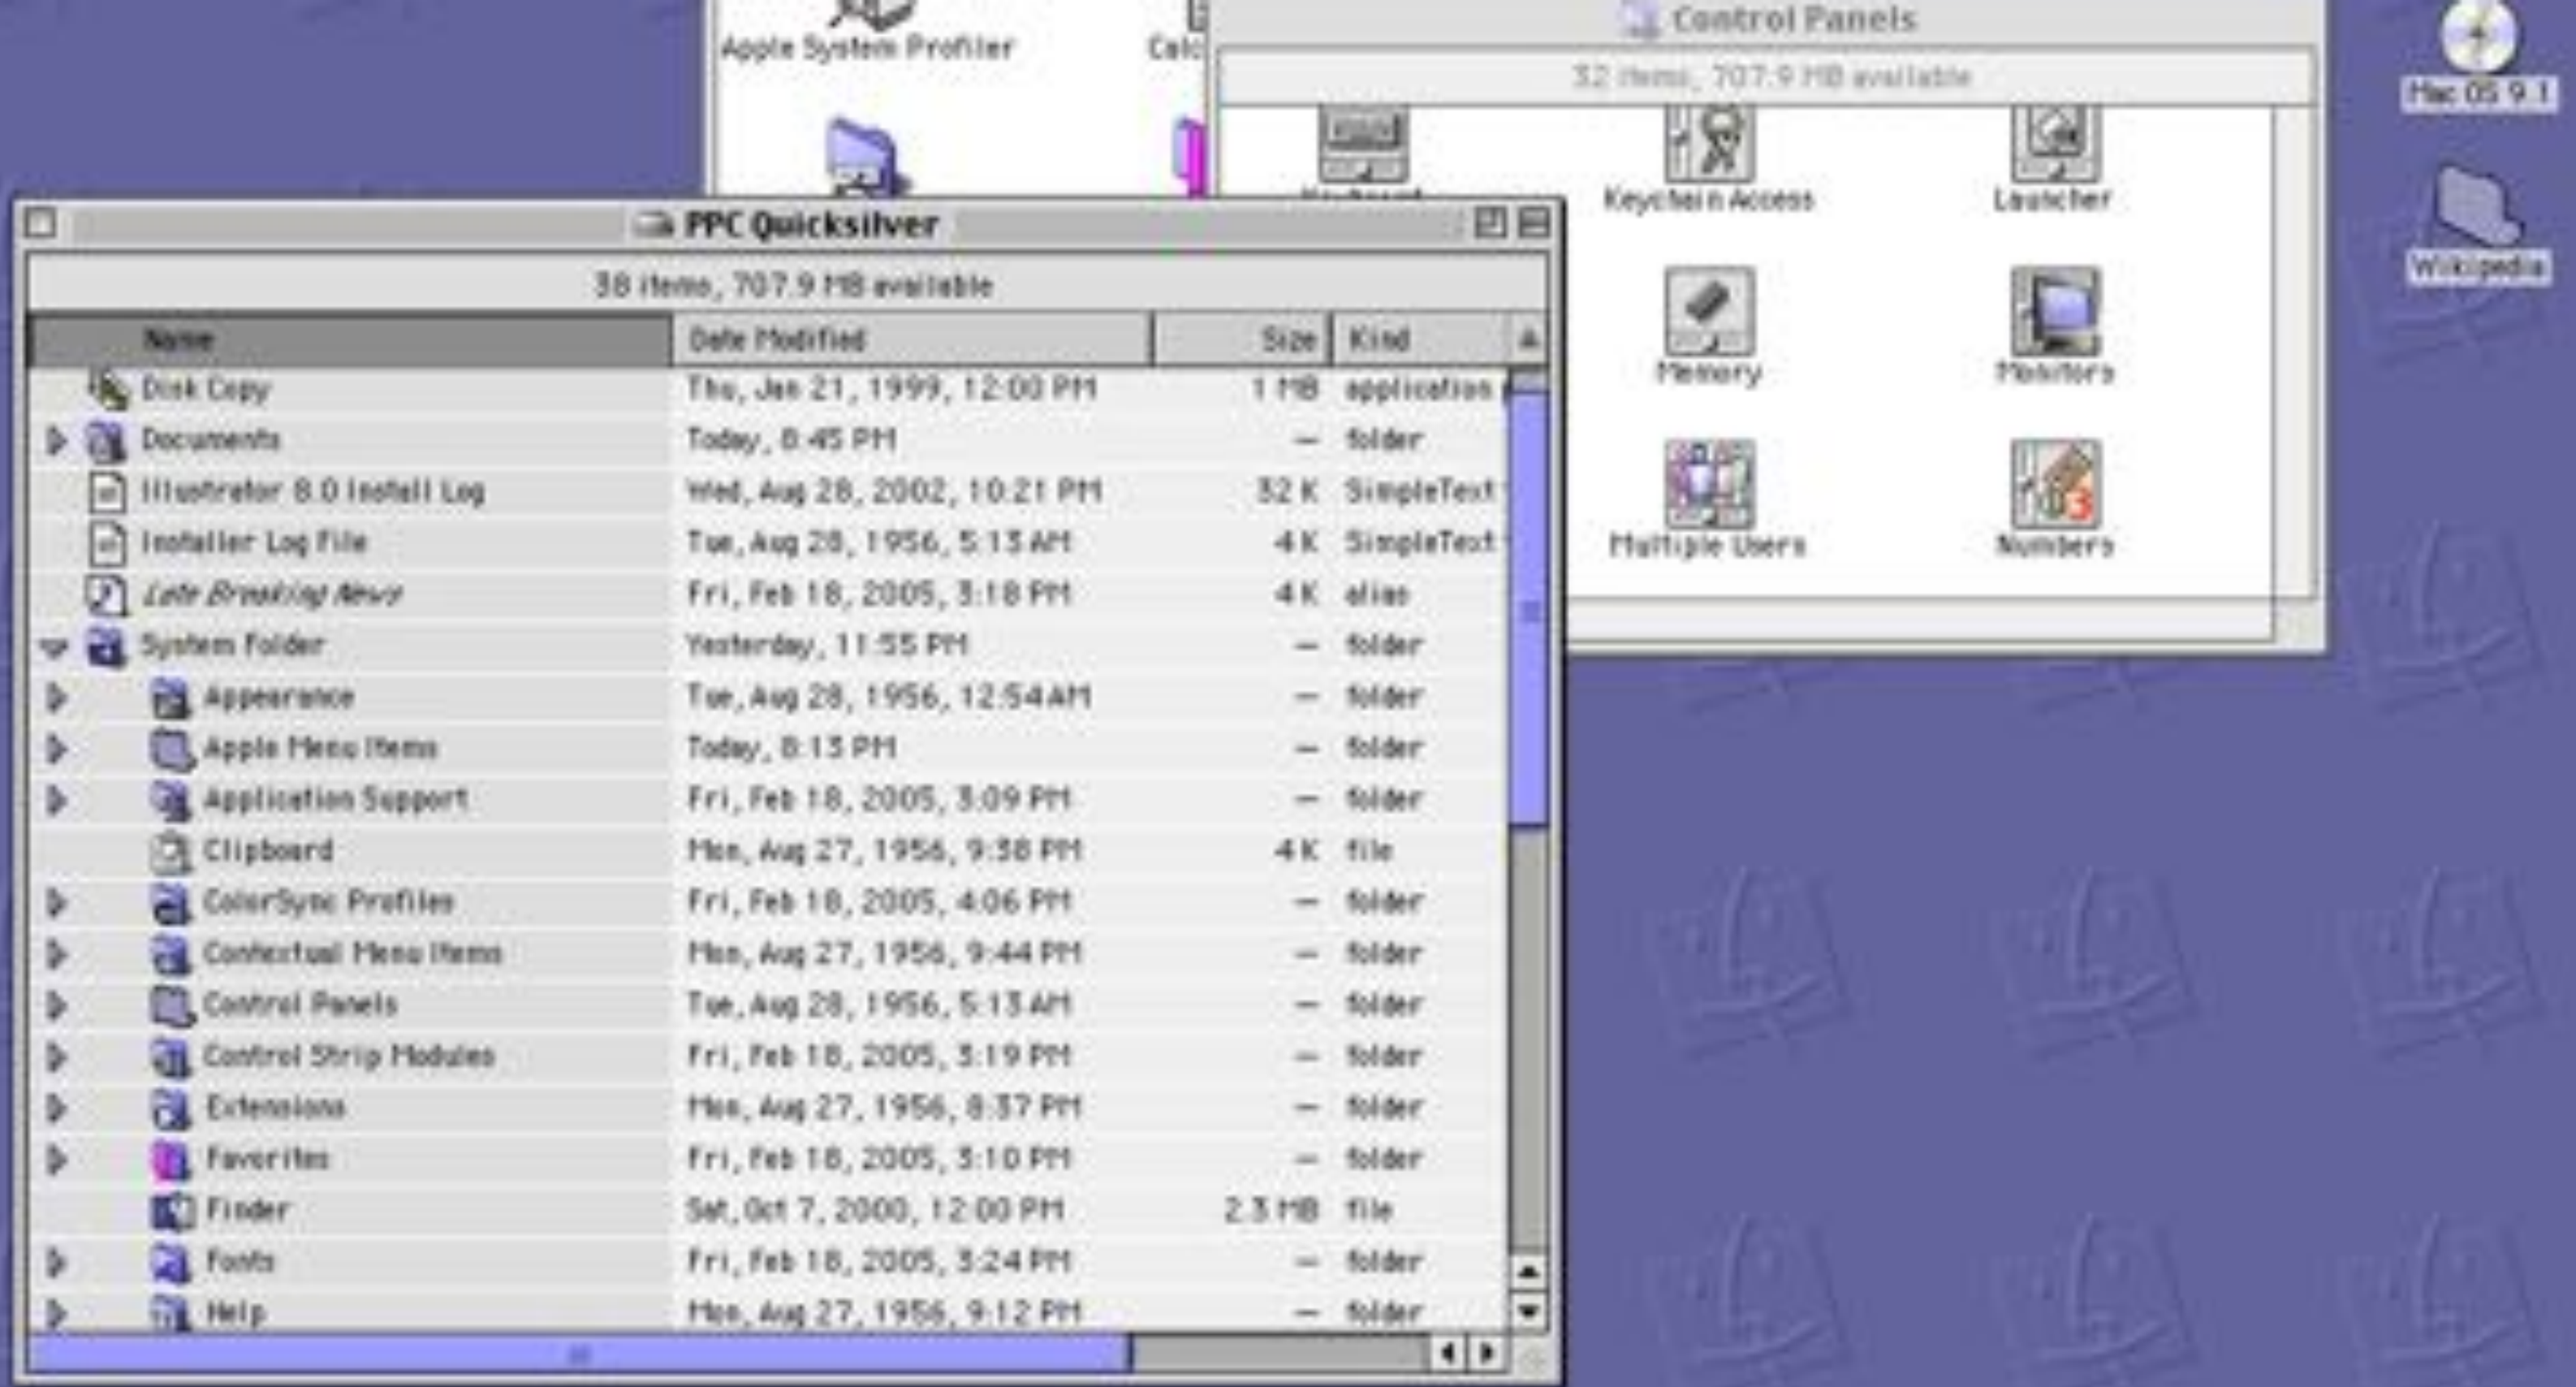 Apple System Profiler
Calc
Control Panels
32 items, 707.9 MB available
Mac OS 9.1
Keyboard
Keychain Access
Launcher
Wikipedia
Memory
Monitors
Multiple Users
Numbers
PPC Quicksilver
38 items, 707.9 MB available
Name Date Modified Size Kind
Disk Copy Thu, Jan 21, 1999, 12:00 PM 1 MB application
Documents Today, 8:45 PM — folder
Illustrator 8.0 Install Log Wed, Aug 28, 2002, 10:21 PM 32 K SimpleText
Installer Log File Tue, Aug 28, 1956, 5:13 AM 4 K SimpleText
Late Breaking News Fri, Feb 18, 2005, 3:18 PM 4 K alias
System Folder Yesterday, 11:55 PM — folder
Appearance Tue, Aug 28, 1956, 12:54 AM — folder
Apple Menu Items Today, 8:13 PM — folder
Application Support Fri, Feb 18, 2005, 3:09 PM — folder
Clipboard Mon, Aug 27, 1956, 9:38 PM 4 K file
ColorSync Profiles Fri, Feb 18, 2005, 4:06 PM — folder
Contextual Menu Items Mon, Aug 27, 1956, 9:44 PM — folder
Control Panels Tue, Aug 28, 1956, 5:13 AM — folder
Control Strip Modules Fri, Feb 18, 2005, 3:19 PM — folder
Extensions Mon, Aug 27, 1956, 8:37 PM — folder
Favorites Fri, Feb 18, 2005, 3:10 PM — folder
Finder Sat, Oct 7, 2000, 12:00 PM 2.3 MB file
Fonts Fri, Feb 18, 2005, 3:24 PM — folder
Help Mon, Aug 27, 1956, 9:12 PM — folder